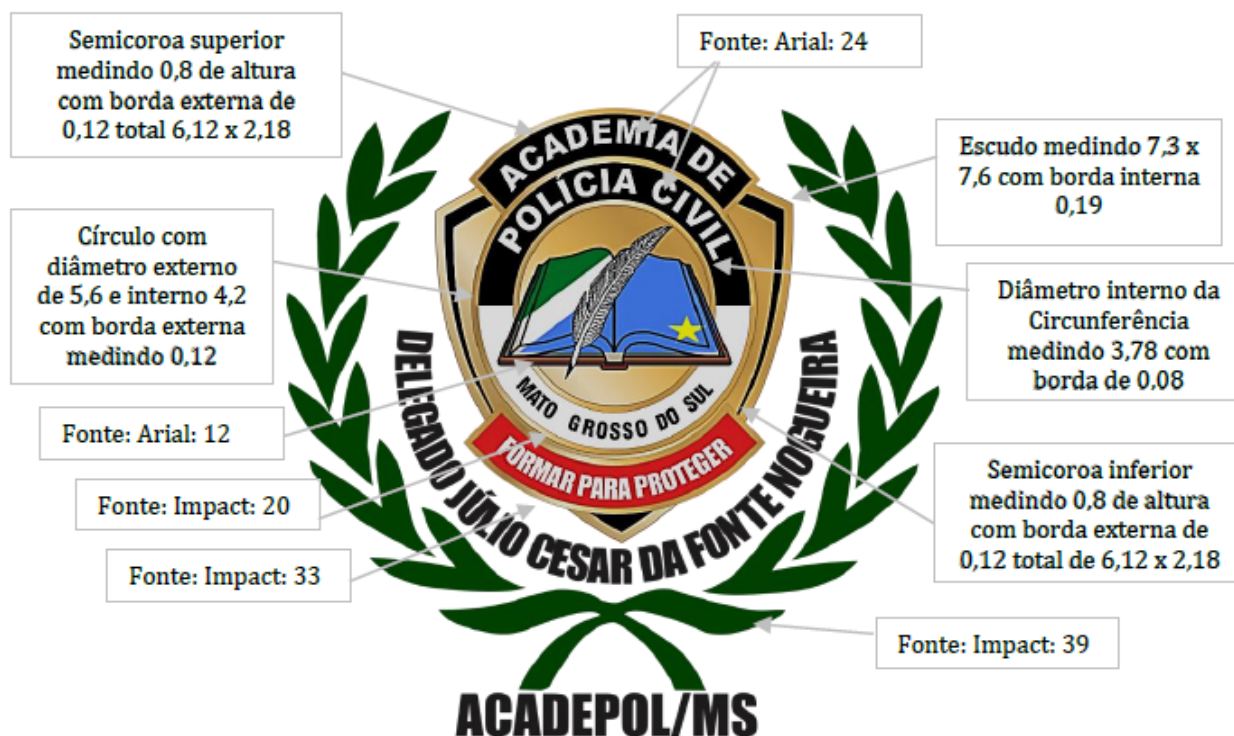 Semicoroa superior
medindo 0,8 de altura
com borda externa de
0,12 total 6,12 x 2,18
Fonte: Arial: 24
Escudo medindo 7,3 x
7,6 com borda interna
0,19
Círculo com
diâmetro externo
de 5,6 e interno 4,2
com borda externa
medindo 0,12
Diâmetro interno da
Circunferência
medindo 3,78 com
borda de 0.08
Fonte: Arial: 12
Fonte: Impact: 20
Fonte: Impact: 33
Semicoroa inferior
medindo 0,8 de altura
com borda externa de
0,12 total de 6,12 x 2,18
Fonte: Impact: 39
ACADEMIA DE
POLÍCIA CIVIL
MATO GROSSO DO SUL
FORMAR PARA PROTEGER
DELEGADO JÚLIO CESAR DA FONTE NOGUEIRA
ACADEPOL/MS